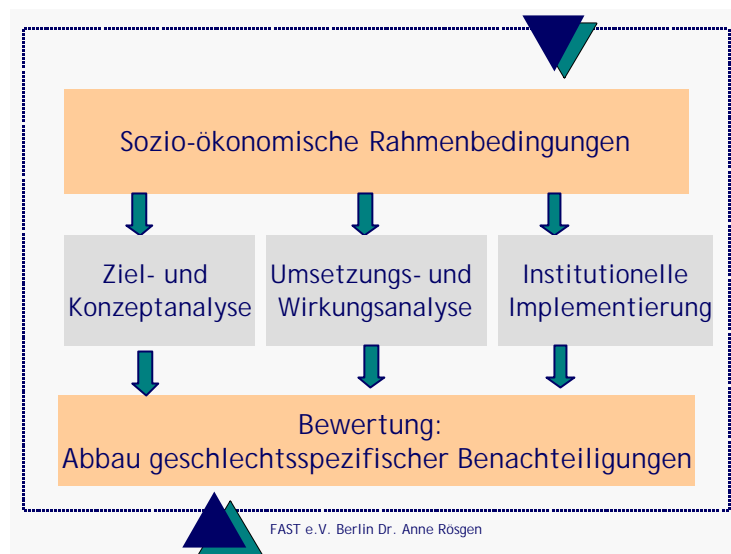 Sozio-ökonomische Rahmenbedingungen
Ziel- und
Konzeptanalyse
Umsetzungs- und
Wirkungsanalyse
Institutionelle
Implementierung
Bewertung:
Abbau geschlechtsspezifischer Benachteiligungen
FAST e.V. Berlin Dr. Anne Rösgen